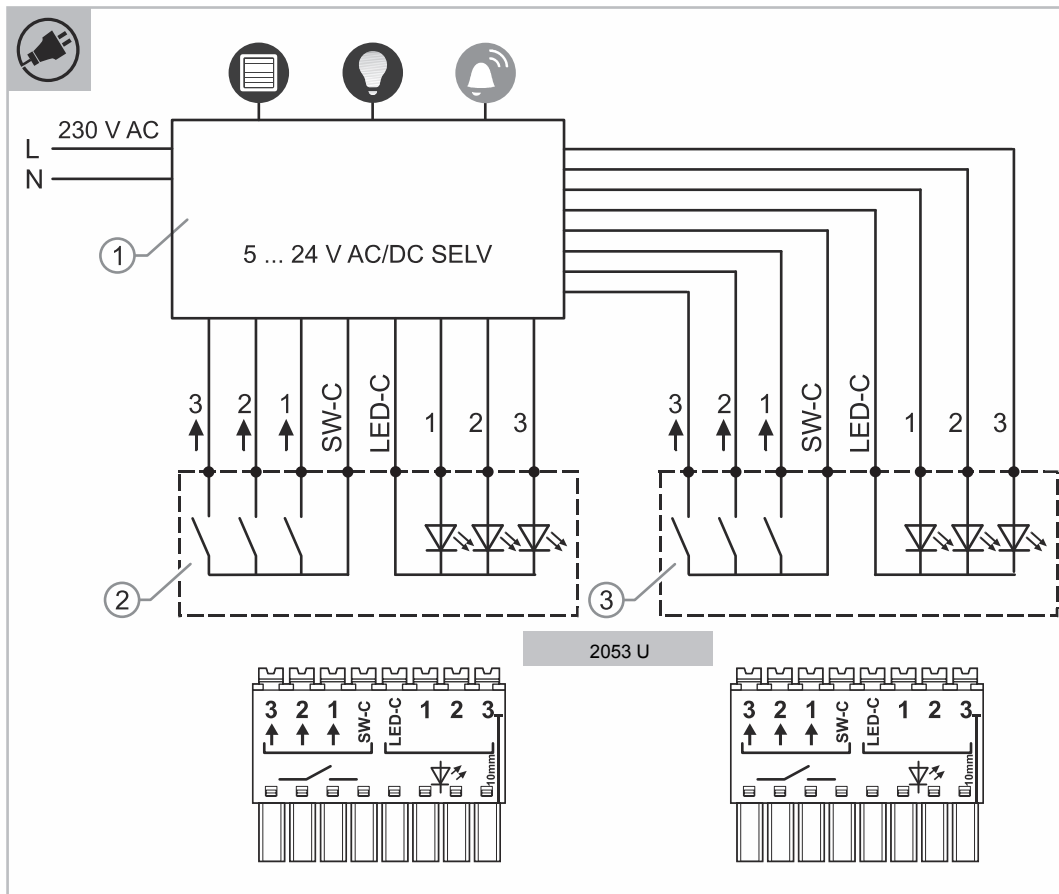 230 V AC
L
N
1
5 ... 24 V AC/DC SELV
3 2 1 SW-C LED-C 1 2 3
3 2 1 SW-C LED-C 1 2 3
2
3
2053 U
3 2 1 SW-C LED-C 1 2 3
10mm
3 2 1 SW-C LED-C 1 2 3
10mm